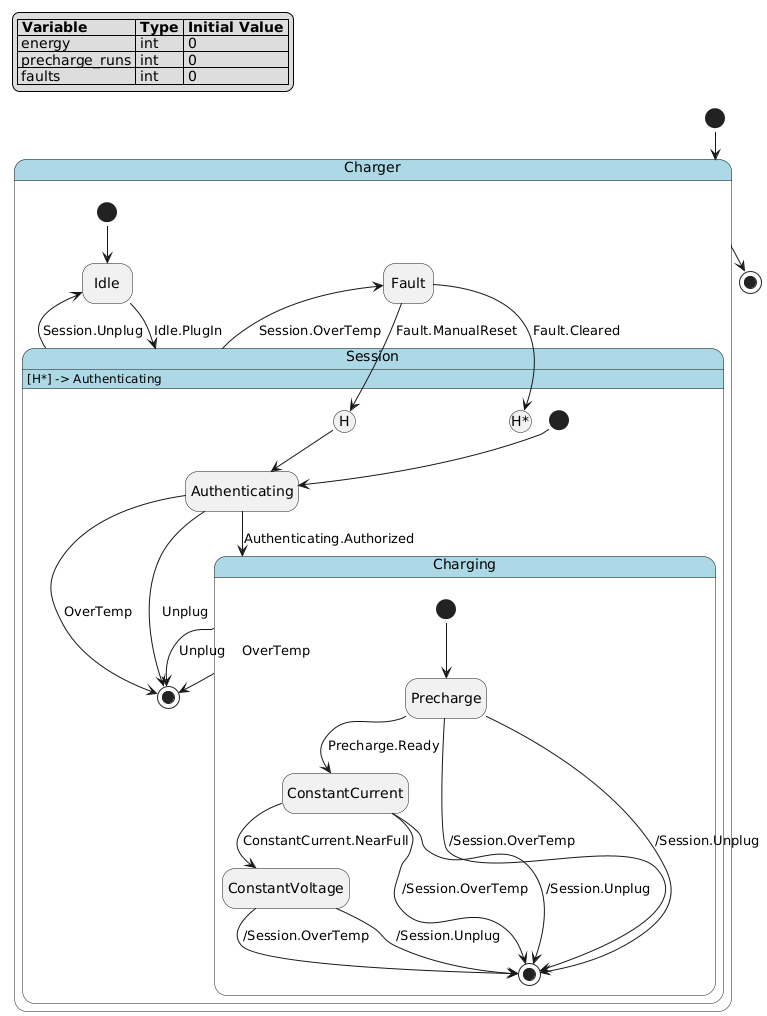 Variable Type Initial Value
energy int 0
precharge_runs int 0
faults int 0
Charger
Idle
Fault
Session.Unplug
Idle.PlugIn
Session.OverTemp
Fault.ManualReset
Fault.Cleared
Session
[H*] -> Authenticating
H
H*
Authenticating
Authenticating.Authorized
Charging
OverTemp
Unplug
Unplug
OverTemp
Precharge
Precharge.Ready
ConstantCurrent
ConstantCurrent.NearFull
/Session.OverTemp
/Session.Unplug
ConstantVoltage
/Session.OverTemp
/Session.Unplug
/Session.OverTemp
/Session.Unplug